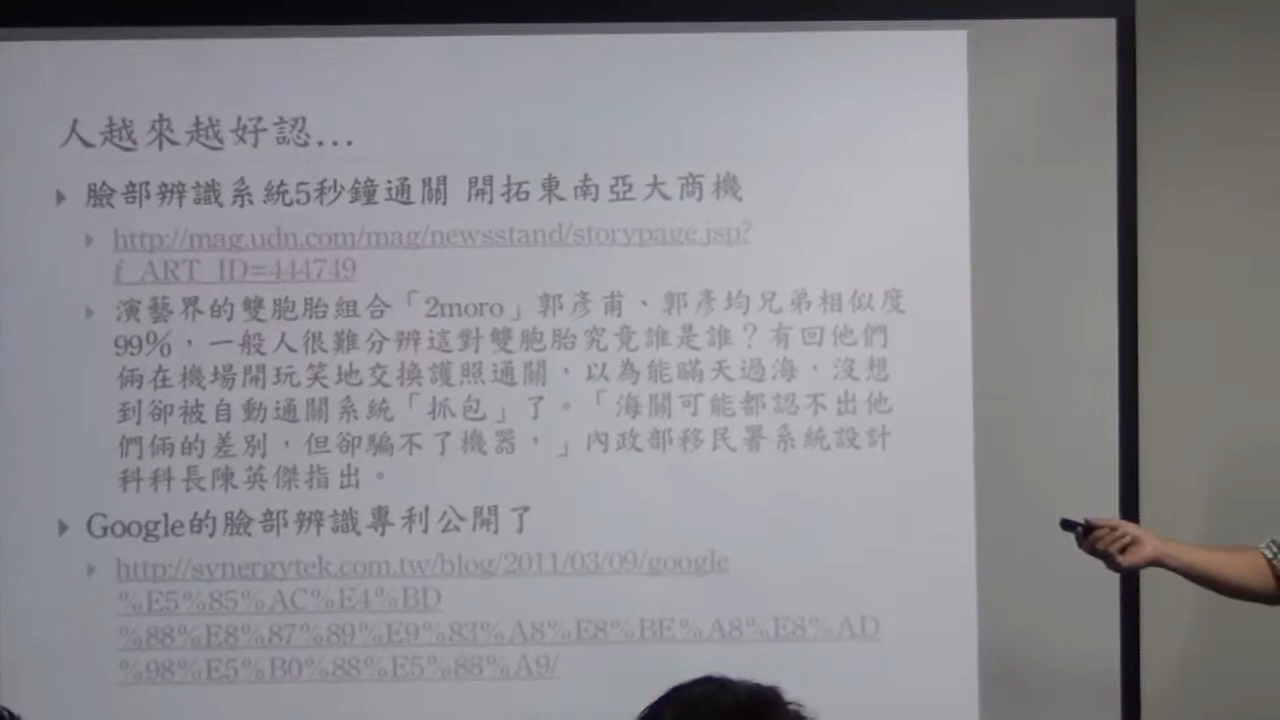 人越來越好認...
臉部辨識系統5秒鐘通關 開拓東南亞大商機
http://mag.udn.com/mag/newsstand/storypage.jsp?
f_ART_ID=444749
演藝界的雙胞胎組合「2moro」郭彥甫、郭彥均兄弟相似度
99%，一般人很難分辨這對雙胞胎究竟誰是誰？有回他們
倆在機場開玩笑地交換護照通關，以為能瞞天過海，沒想
到卻被自動通關系統「抓包」了。「海關可能都認不出他
們倆的差別，但卻騙不了機器，」內政部移民署系統設計
科科長陳英傑指出。
Google的臉部辨識專利公開了
http://synergytek.com.tw/blog/2011/03/09/google
%E5%85%AC%E4%BD
%88%E8%87%89%E9%83%A8%E8%BE%A8%E8%AD
%98%E5%B0%88%E5%88%A9/